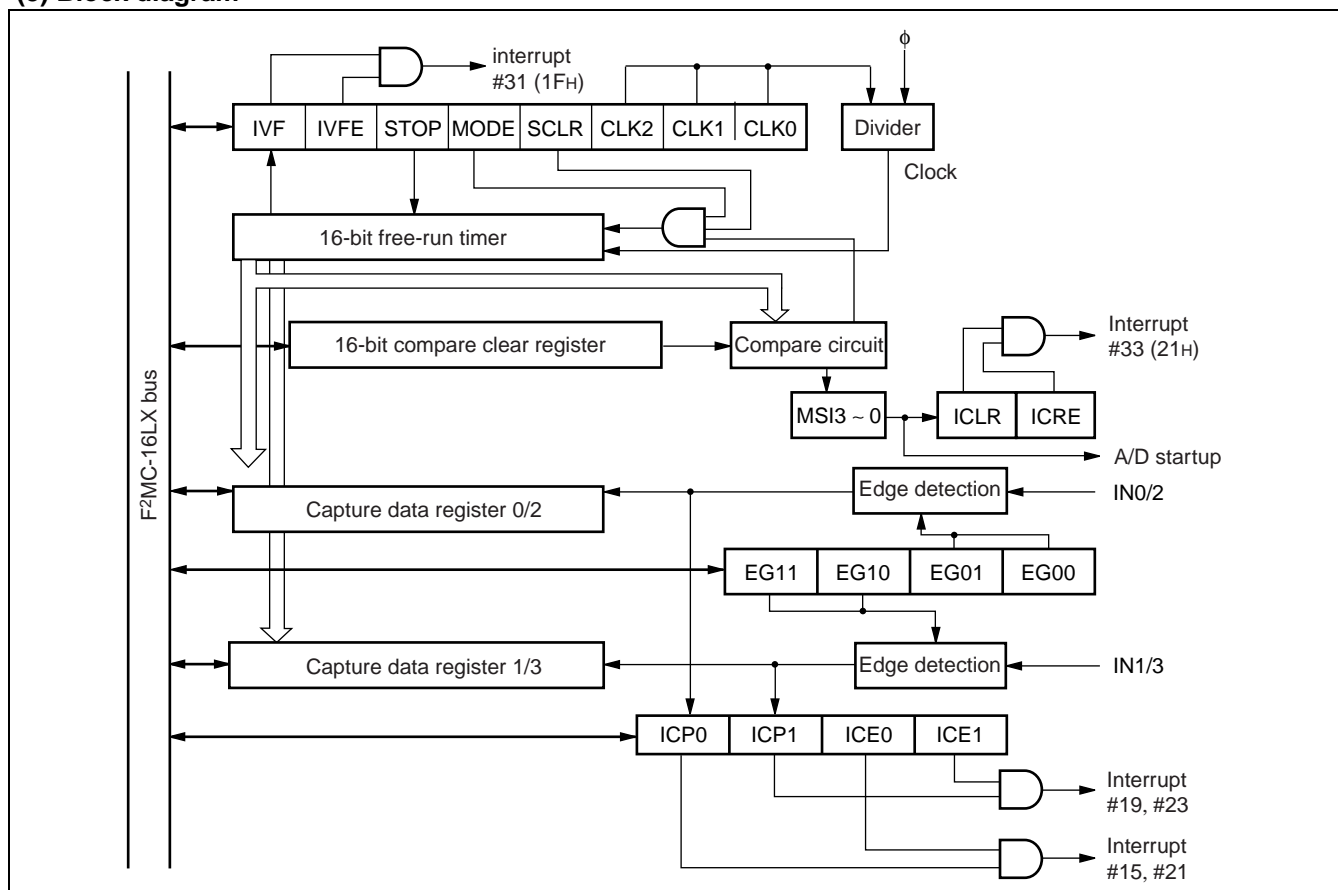 interrupt
#31 (1FH)
ϕ
IVF IVFE STOP MODE SCLR CLK2 CLK1 CLK0
Divider
Clock
16-bit free-run timer
16-bit compare clear register
Compare circuit
Interrupt
#33 (21H)
MSI3 ~ 0
ICLR ICRE
A/D startup
F²MC-16LX bus
Capture data register 0/2
Edge detection
IN0/2
EG11 EG10 EG01 EG00
Capture data register 1/3
Edge detection
IN1/3
ICP0 ICP1 ICE0 ICE1
Interrupt
#19, #23
Interrupt
#15, #21